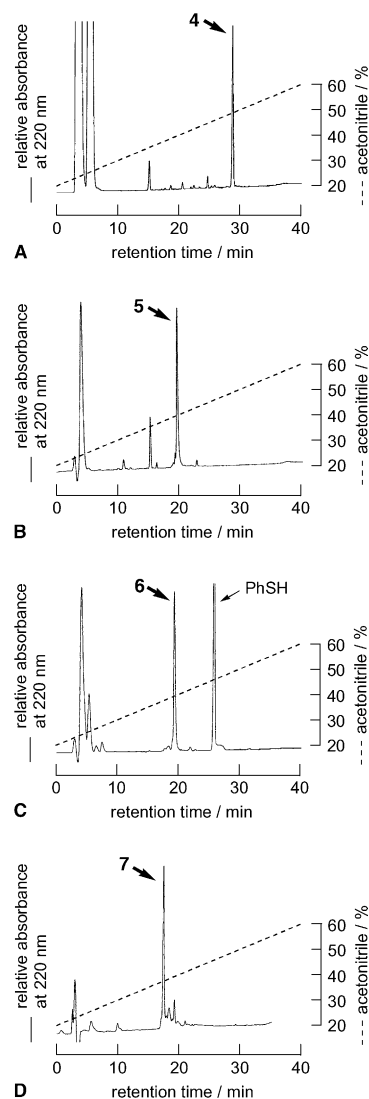 4
relative absorbance
at 220 nm
60
50
40
30
20
--- acetonitrile / %
0 10 20 30 40
retention time / min
A
5
relative absorbance
at 220 nm
60
50
40
30
20
--- acetonitrile / %
0 10 20 30 40
retention time / min
B
6
PhSH
relative absorbance
at 220 nm
60
50
40
30
20
--- acetonitrile / %
0 10 20 30 40
retention time / min
C
7
relative absorbance
at 220 nm
60
50
40
30
20
--- acetonitrile / %
0 10 20 30 40
retention time / min
D